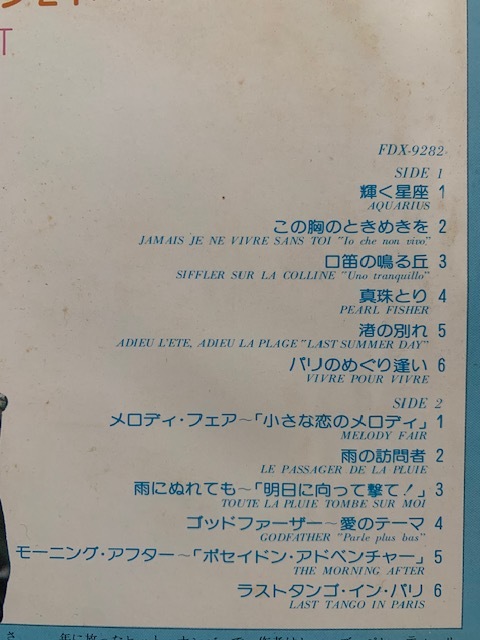 FDX-9282
SIDE 1
輝く星座 1
AQUARIUS
この胸のときめきを 2
JAMAIS JE NE VIVRE SANS TOI "Io che non vivo"
口笛の鳴る丘 3
SIFFLER SUR LA COLLINE "Uno tranquillo"
真珠とり 4
PEARL FISHER
渚の別れ 5
ADIEU L'ETE, ADIEU LA PLAGE "LAST SUMMER DAY"
パリのめぐり逢い 6
VIVRE POUR VIVRE
SIDE 2
メロディ・フェア～「小さな恋のメロディ」 1
MELODY FAIR
雨の訪問者 2
LE PASSAGER DE LA PLUIE
雨にぬれても～「明日に向って撃て！」 3
TOUTE LA PLUIE TOMBE SUR MOI
ゴッドファーザー～愛のテーマ 4
GODFATHER "Parle plus bas"
モーニング・アフター～「ポセイドン・アドベンチャー」 5
THE MORNING AFTER
ラストタンゴ・イン・パリ 6
LAST TANGO IN PARIS